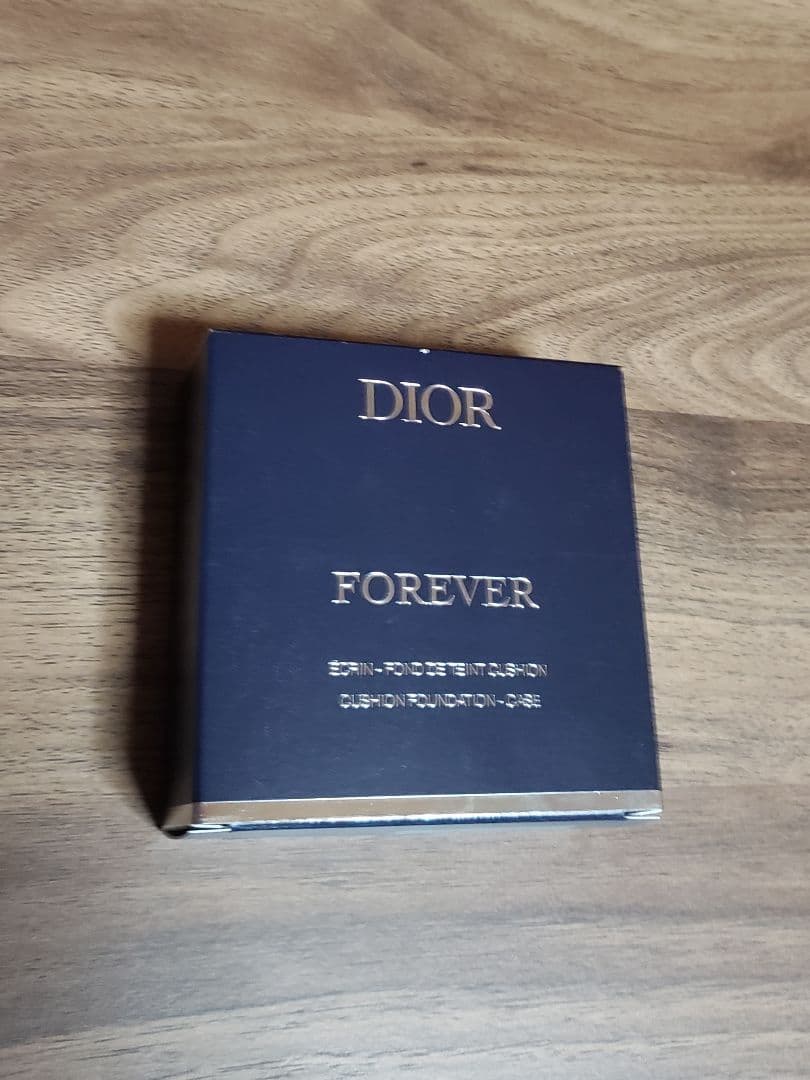 DIOR
FOREVER
ÉCRIN - FOND DE TEINT CUSHION
CUSHION FOUNDATION - CASE